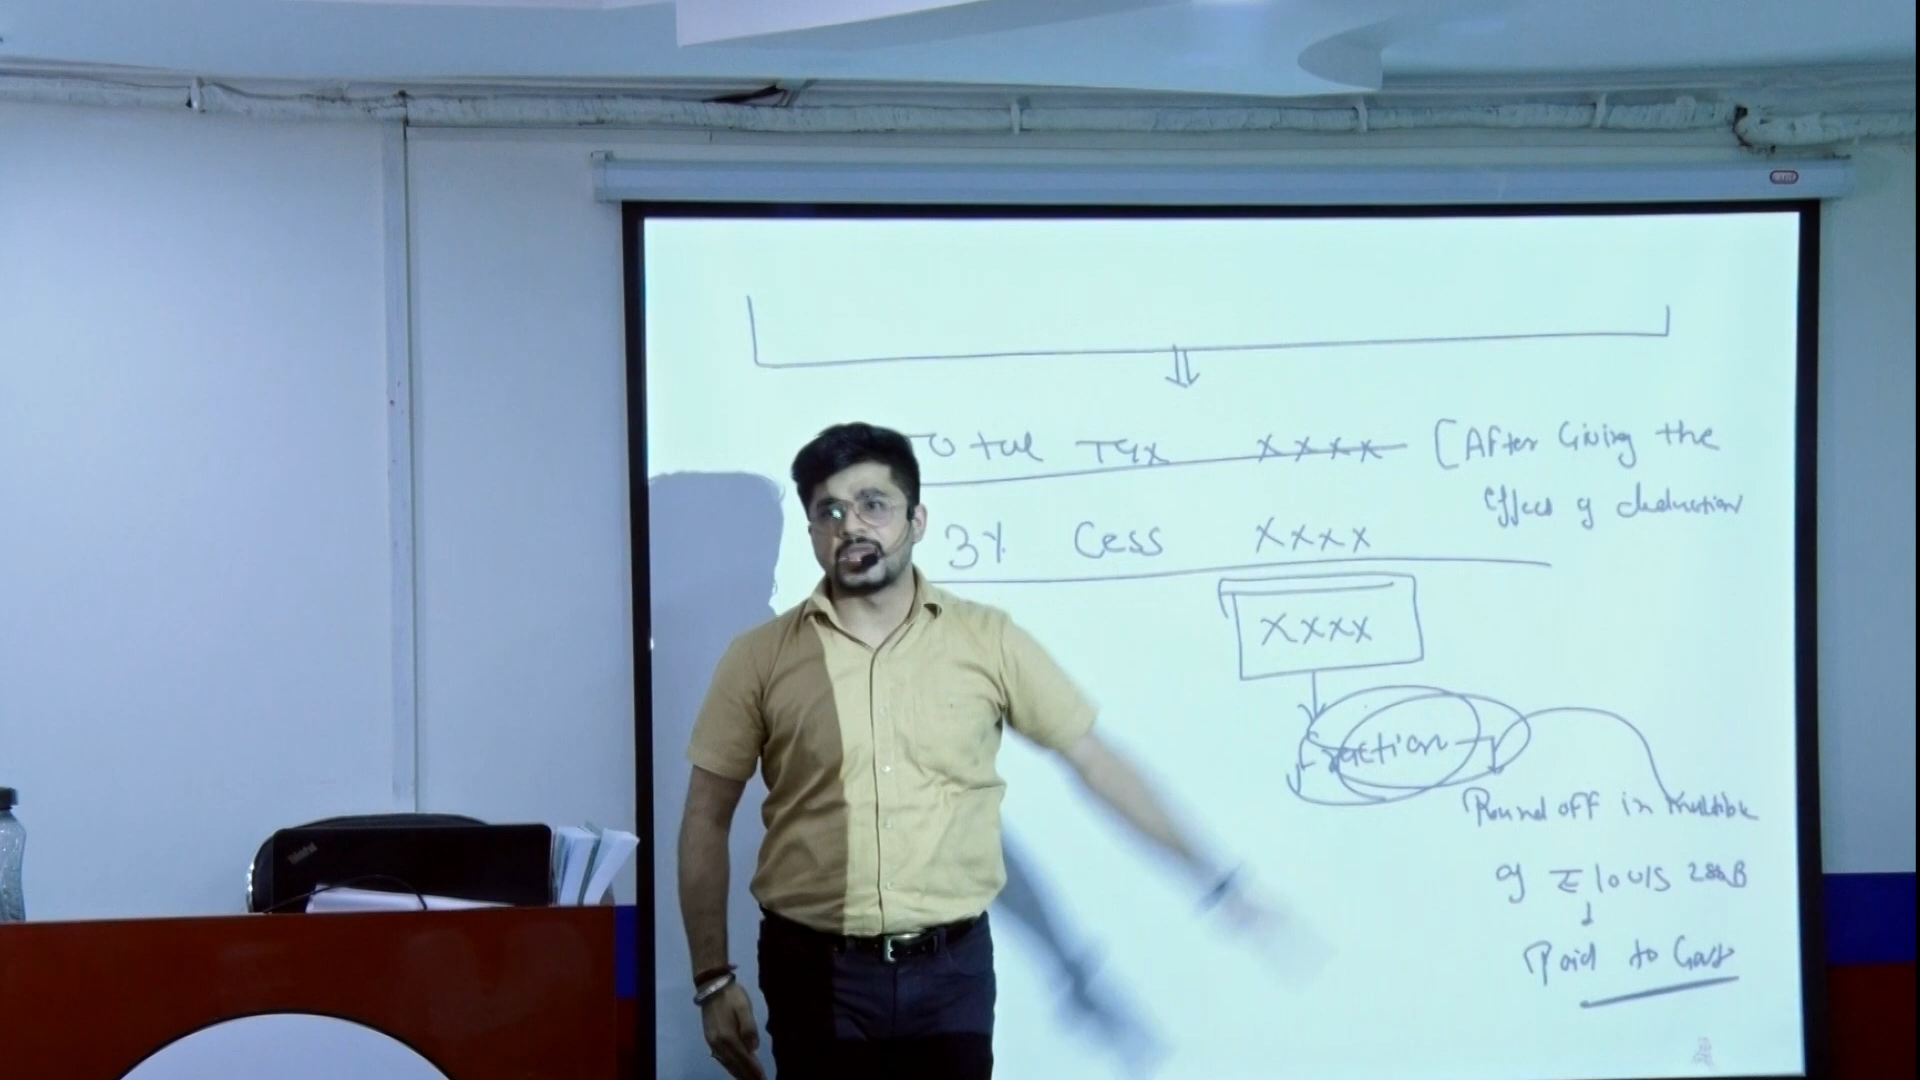 Total Tax XXXX [After Giving the
effect of deduction
3% Cess XXXX
XXXX
fraction
Round off in multiple
of ₹ 10 U/S 288B
Paid to Govt